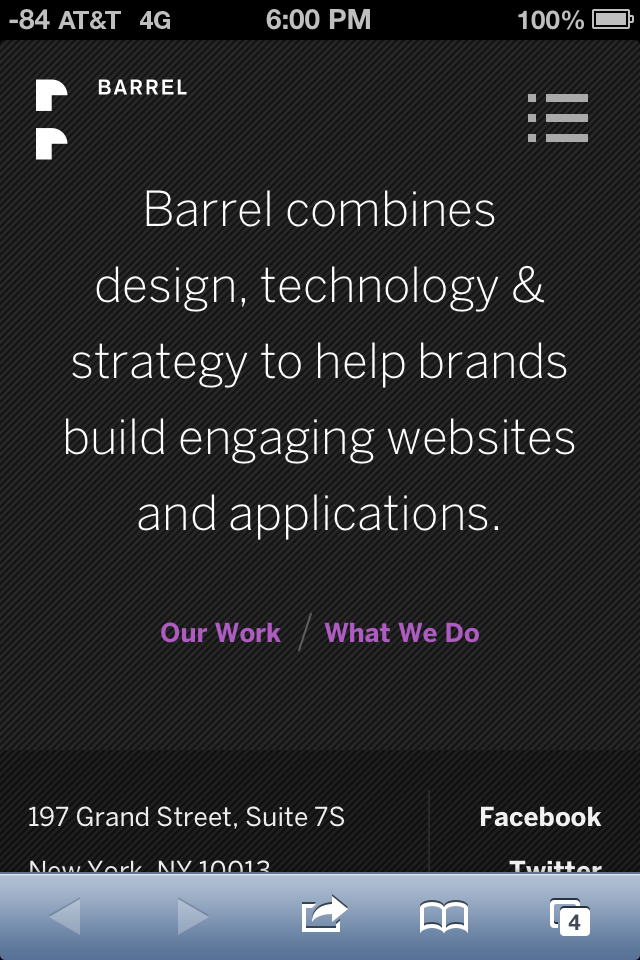 -84 AT&T 4G 6:00 PM 100%
BARREL
Barrel combines
design, technology &
strategy to help brands
build engaging websites
and applications.
Our Work / What We Do
197 Grand Street, Suite 7S
Facebook
New York, NY 10013
Twitter
4